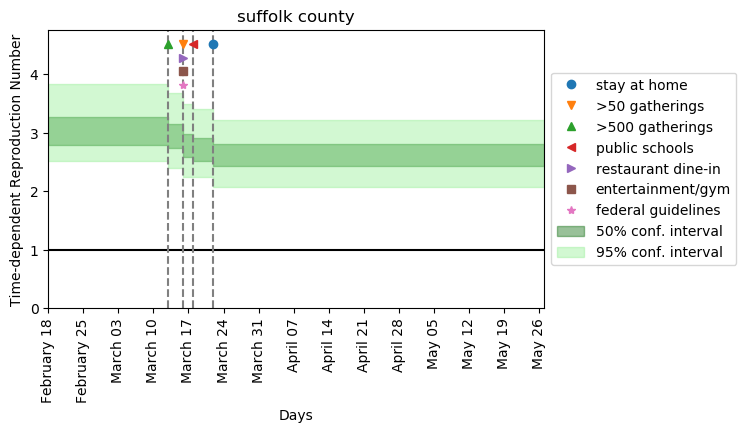 suffolk county
Time-dependent Reproduction Number
4
3
2
1
0
February 18
February 25
March 03
March 10
March 17
March 24
March 31
April 07
April 14
April 21
April 28
May 05
May 12
May 19
May 26
Days
stay at home
>50 gatherings
>500 gatherings
public schools
restaurant dine-in
entertainment/gym
federal guidelines
50% conf. interval
95% conf. interval